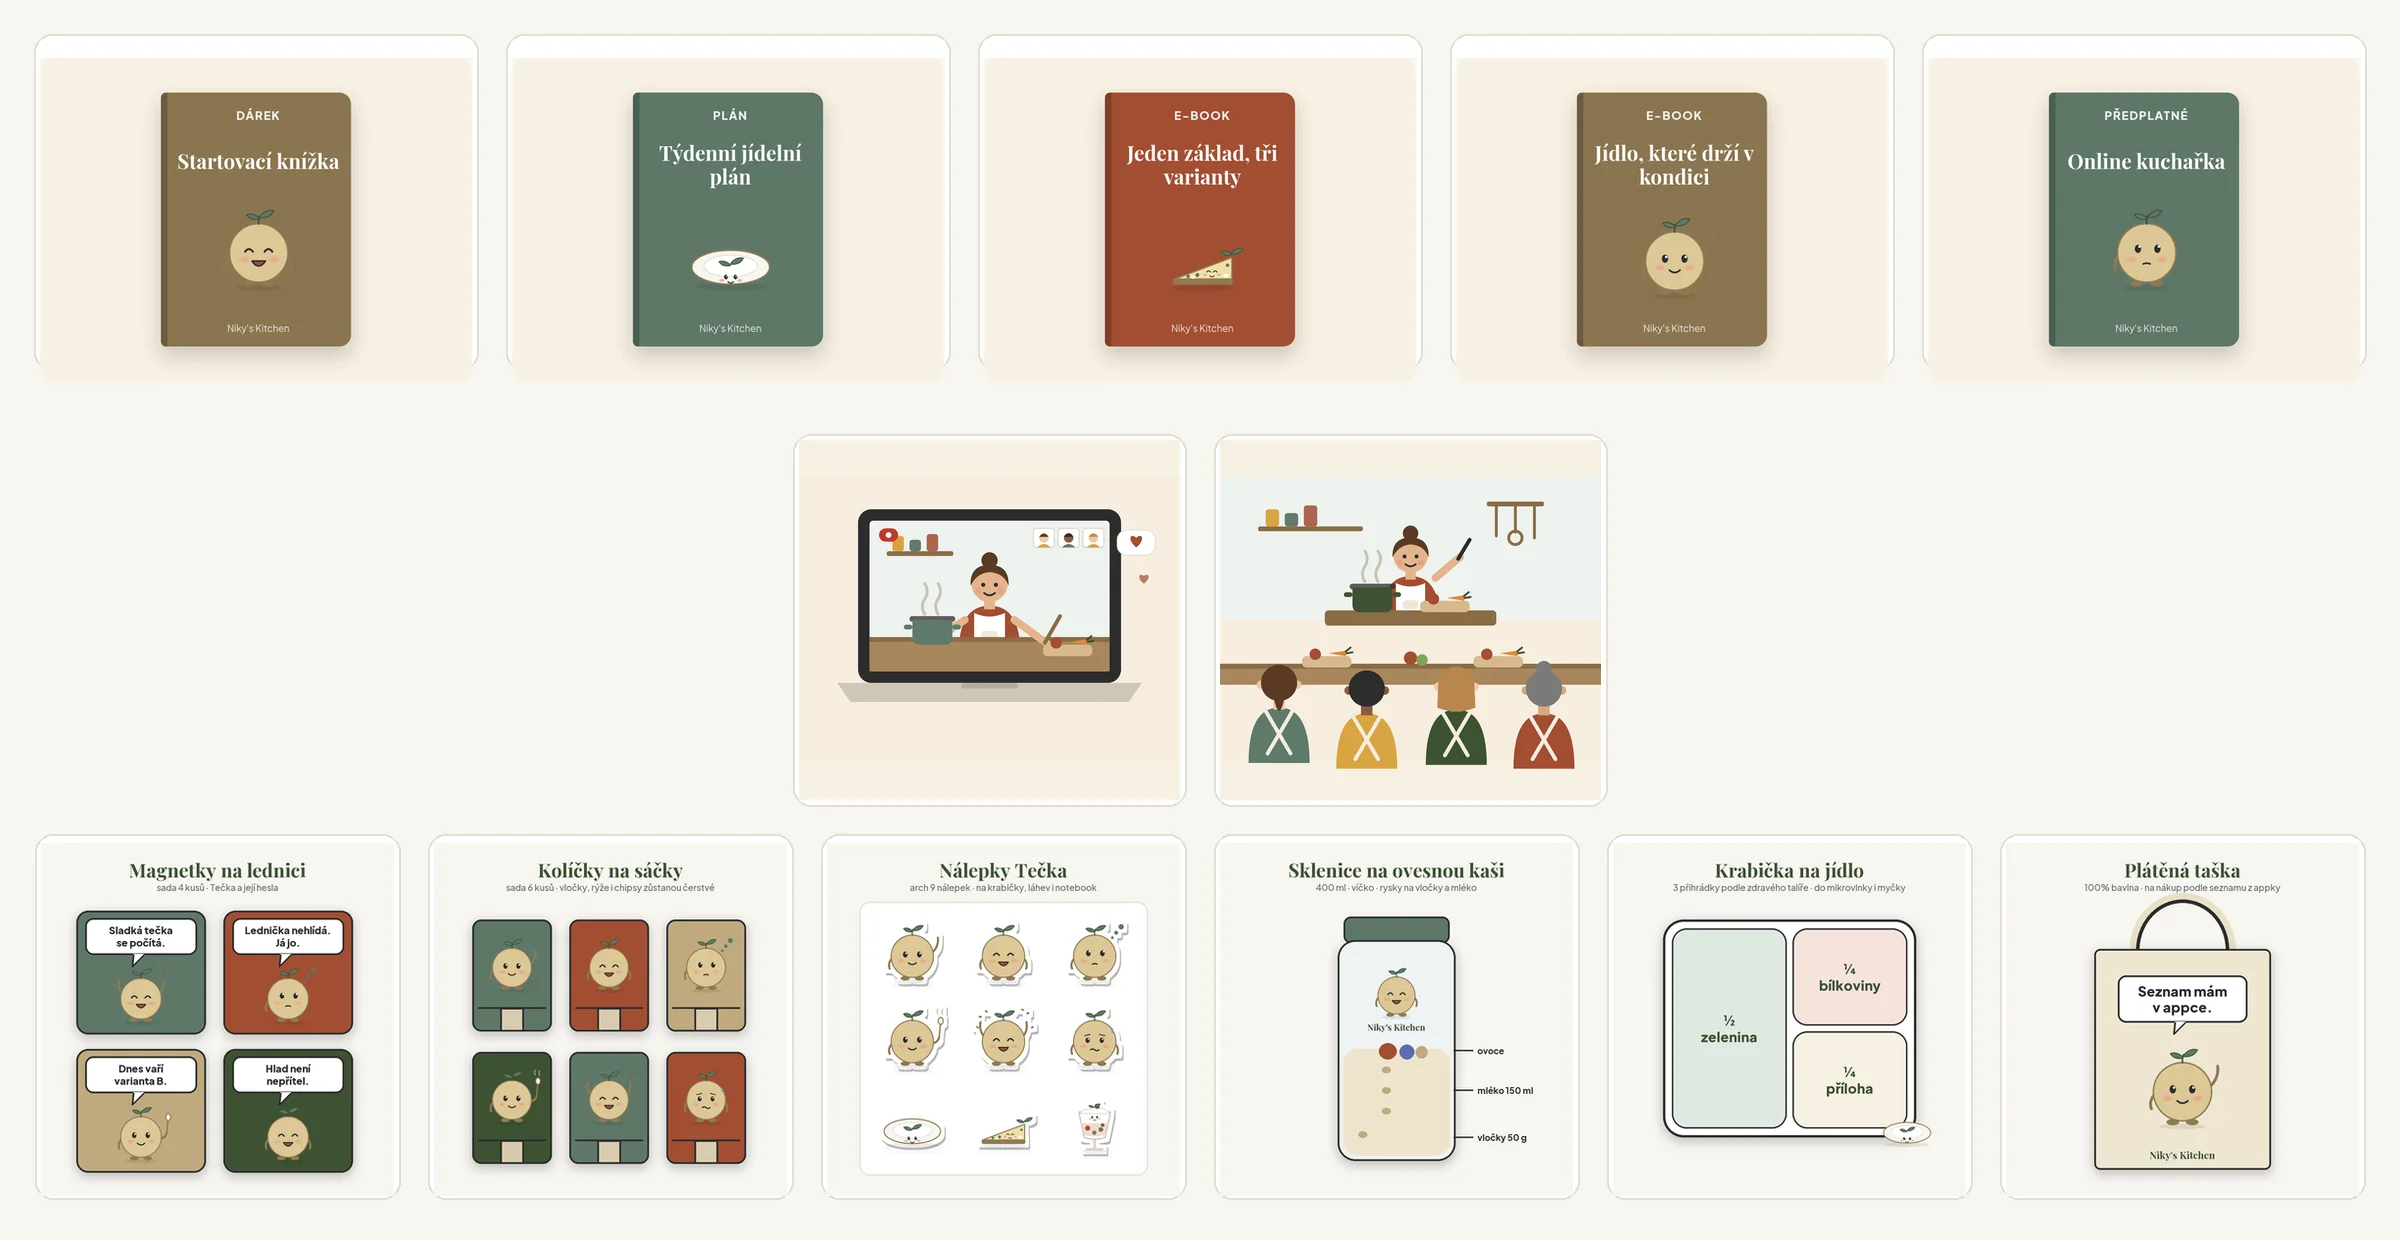 DÁREK
Startovací knížka
Niky's Kitchen
PLÁN
Týdenní jídelní
plán
Niky's Kitchen
E-BOOK
Jeden základ, tři
varianty
Niky's Kitchen
E-BOOK
Jídlo, které drží v
kondici
Niky's Kitchen
PŘEDPLATNÉ
Online kuchařka
Niky's Kitchen
Magnetky na lednici
sada 4 kusů · Tečka a její hesla
Sladká tečka
se počítá.
Lednička nehlídá.
Já jo.
Dnes vaří
varianta B.
Hlad není
nepřítel.
Kolíčky na sáčky
sada 6 kusů · vločky, rýže i chipsy zůstanou čerstvé
Nálepky Tečka
arch 9 nálepek · na krabičky, láhev i notebook
Sklenice na ovesnou kaši
400 ml · víčko · rysky na vločky a mléko
Niky's Kitchen
ovoce
mléko 150 ml
vločky 50 g
Krabička na jídlo
3 přihrádky podle zdravého talíře · do mikrovlnky i myčky
½
zelenina
¼
bílkoviny
¼
příloha
Plátěná taška
100% bavlna · na nákup podle seznamu z appky
Seznam mám
v appce.
Niky's Kitchen